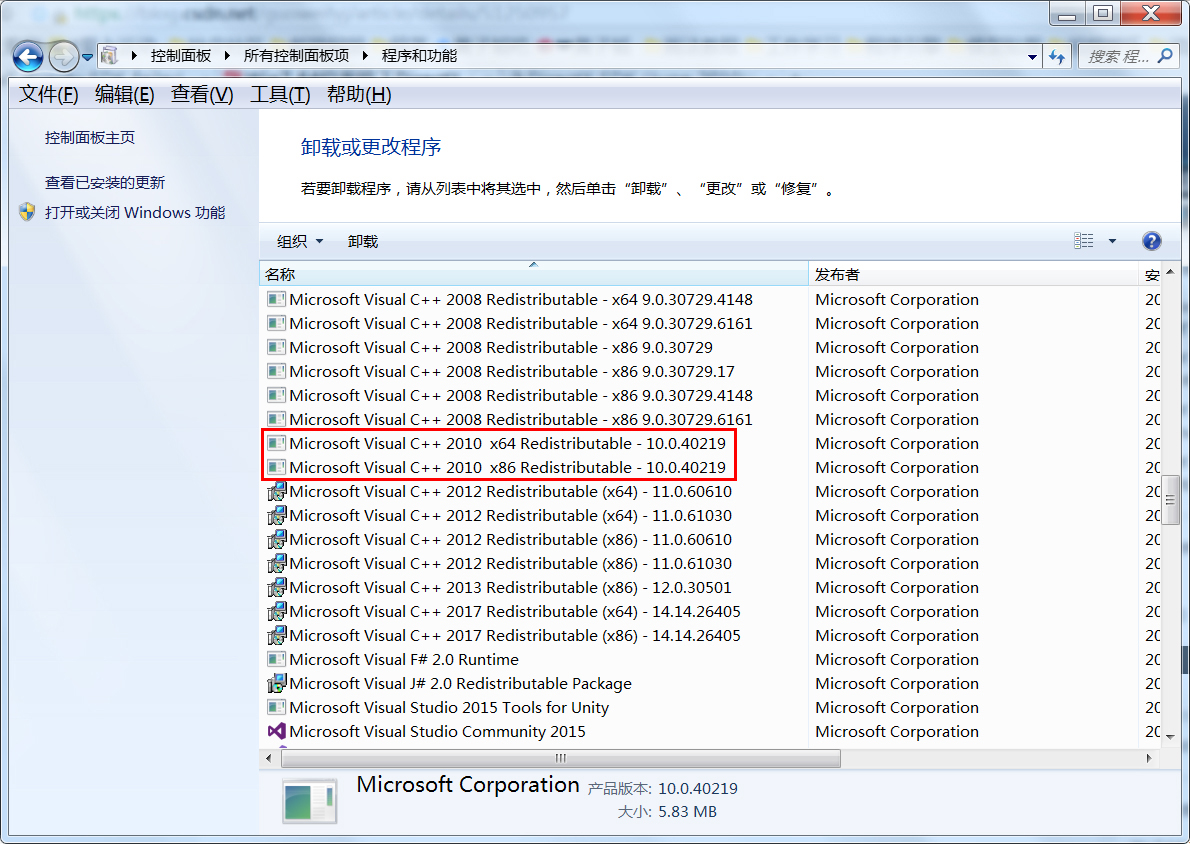 控制面板 ▸ 所有控制面板项 ▸ 程序和功能
搜索 程...
文件(F) 编辑(E) 查看(V) 工具(T) 帮助(H)
控制面板主页
查看已安装的更新
打开或关闭 Windows 功能
卸载或更改程序
若要卸载程序，请从列表中将其选中，然后单击“卸载”、“更改”或“修复”。
组织 卸载
名称 发布者 安
Microsoft Visual C++ 2008 Redistributable - x64 9.0.30729.4148 Microsoft Corporation 20
Microsoft Visual C++ 2008 Redistributable - x64 9.0.30729.6161 Microsoft Corporation 20
Microsoft Visual C++ 2008 Redistributable - x86 9.0.30729 Microsoft Corporation 20
Microsoft Visual C++ 2008 Redistributable - x86 9.0.30729.17 Microsoft Corporation 20
Microsoft Visual C++ 2008 Redistributable - x86 9.0.30729.4148 Microsoft Corporation 20
Microsoft Visual C++ 2008 Redistributable - x86 9.0.30729.6161 Microsoft Corporation 20
Microsoft Visual C++ 2010  x64 Redistributable - 10.0.40219 Microsoft Corporation 20
Microsoft Visual C++ 2010  x86 Redistributable - 10.0.40219 Microsoft Corporation 20
Microsoft Visual C++ 2012 Redistributable (x64) - 11.0.60610 Microsoft Corporation 20
Microsoft Visual C++ 2012 Redistributable (x64) - 11.0.61030 Microsoft Corporation 20
Microsoft Visual C++ 2012 Redistributable (x86) - 11.0.60610 Microsoft Corporation 20
Microsoft Visual C++ 2012 Redistributable (x86) - 11.0.61030 Microsoft Corporation 20
Microsoft Visual C++ 2013 Redistributable (x86) - 12.0.30501 Microsoft Corporation 20
Microsoft Visual C++ 2017 Redistributable (x64) - 14.14.26405 Microsoft Corporation 20
Microsoft Visual C++ 2017 Redistributable (x86) - 14.14.26405 Microsoft Corporation 20
Microsoft Visual F# 2.0 Runtime Microsoft Corporation 20
Microsoft Visual J# 2.0 Redistributable Package Microsoft Corporation 20
Microsoft Visual Studio 2015 Tools for Unity Microsoft Corporation 20
Microsoft Visual Studio Community 2015 Microsoft Corporation 20
Microsoft Corporation 产品版本: 10.0.40219
大小: 5.83 MB